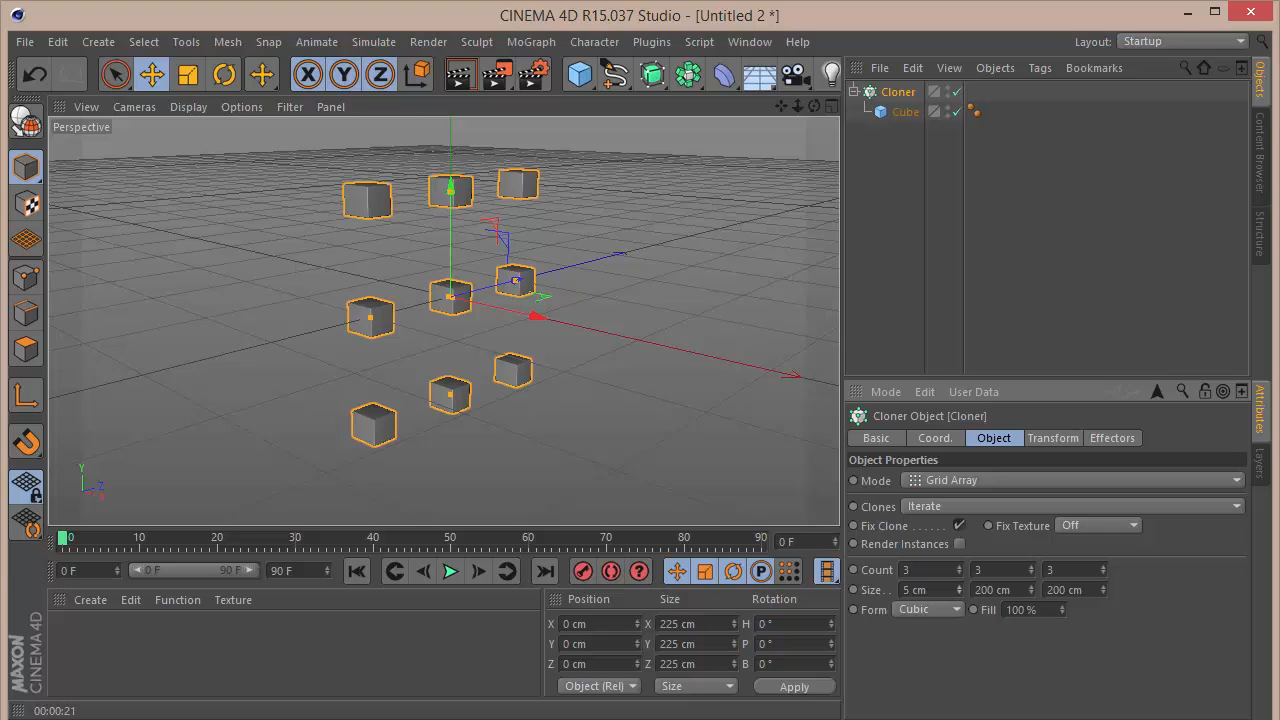 CINEMA 4D R15.037 Studio - [Untitled 2 *]
File Edit Create Select Tools Mesh Snap Animate Simulate Render Sculpt MoGraph Character Plugins Script Window Help Layout: Startup
X Y Z
File Edit View Objects Tags Bookmarks
Cloner
Cube
Objects
Content Browser
Structure
View Cameras Display Options Filter Panel
Perspective
Y
Z
X
Mode Edit User Data
Attributes
Layers
Cloner Object [Cloner]
Basic Coord. Object Transform Effectors
Object Properties
Mode Grid Array
Clones Iterate
Fix Clone . . . . . . Fix Texture Off
Render Instances
Count 3 3 3
Size. . 5 cm 200 cm 200 cm
Form Cubic Fill 100 %
0 10 20 30 40 50 60 70 80 90 0 F
0 F 0 F 90 F 90 F
P
Create Edit Function Texture
Position Size Rotation
X 0 cm X 225 cm H 0 °
Y 0 cm Y 225 cm P 0 °
Z 0 cm Z 225 cm B 0 °
Object (Rel) Size Apply
MAXON
CINEMA 4D
00:00:21